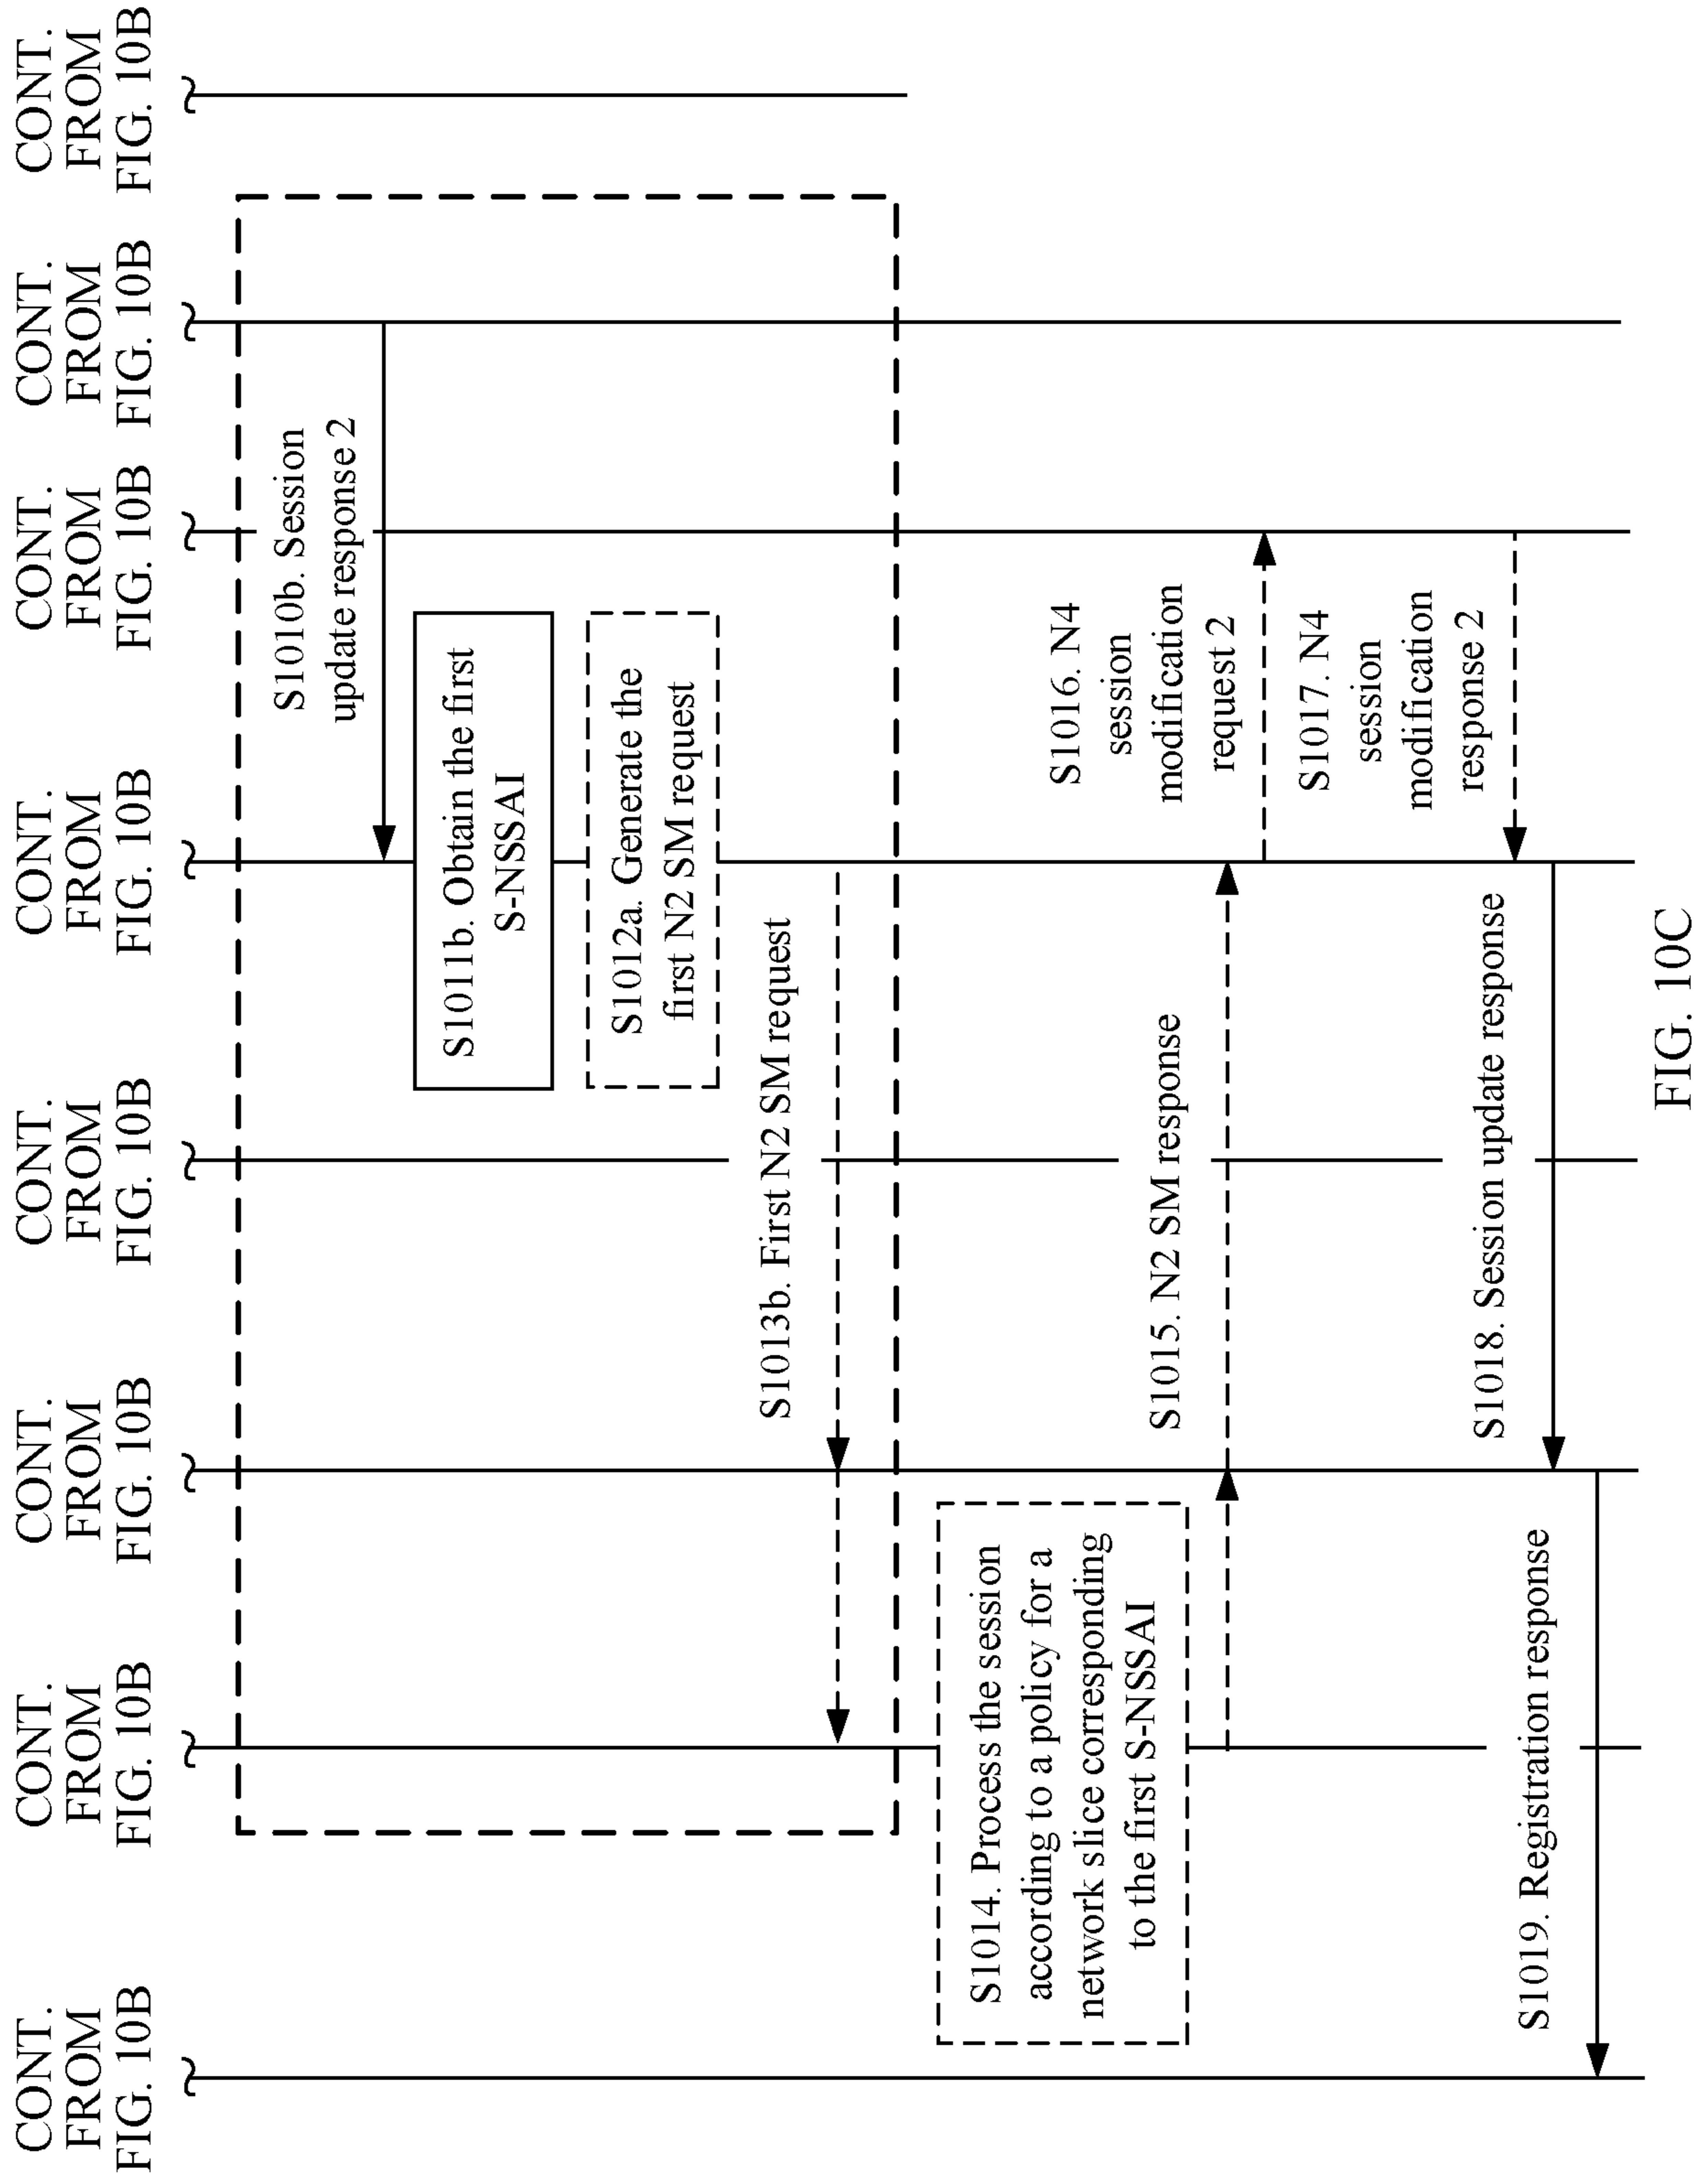 CONT.
FROM
FIG. 10B
CONT.
FROM
FIG. 10B
CONT.
FROM
FIG. 10B
CONT.
FROM
FIG. 10B
CONT.
FROM
FIG. 10B
CONT.
FROM
FIG. 10B
CONT.
FROM
FIG. 10B
CONT.
FROM
FIG. 10B
S1010b. Session
update response 2
S1011b. Obtain the first
S-NSSAI
S1012a. Generate the
first N2 SM request
S1013b. First N2 SM request
S1014. Process the session
according to a policy for a
network slice corresponding
to the first S-NSSAI
S1015. N2 SM response
S1016. N4
session
modification
request 2
S1017. N4
session
modification
response 2
S1018. Session update response
S1019. Registration response
FIG. 10C